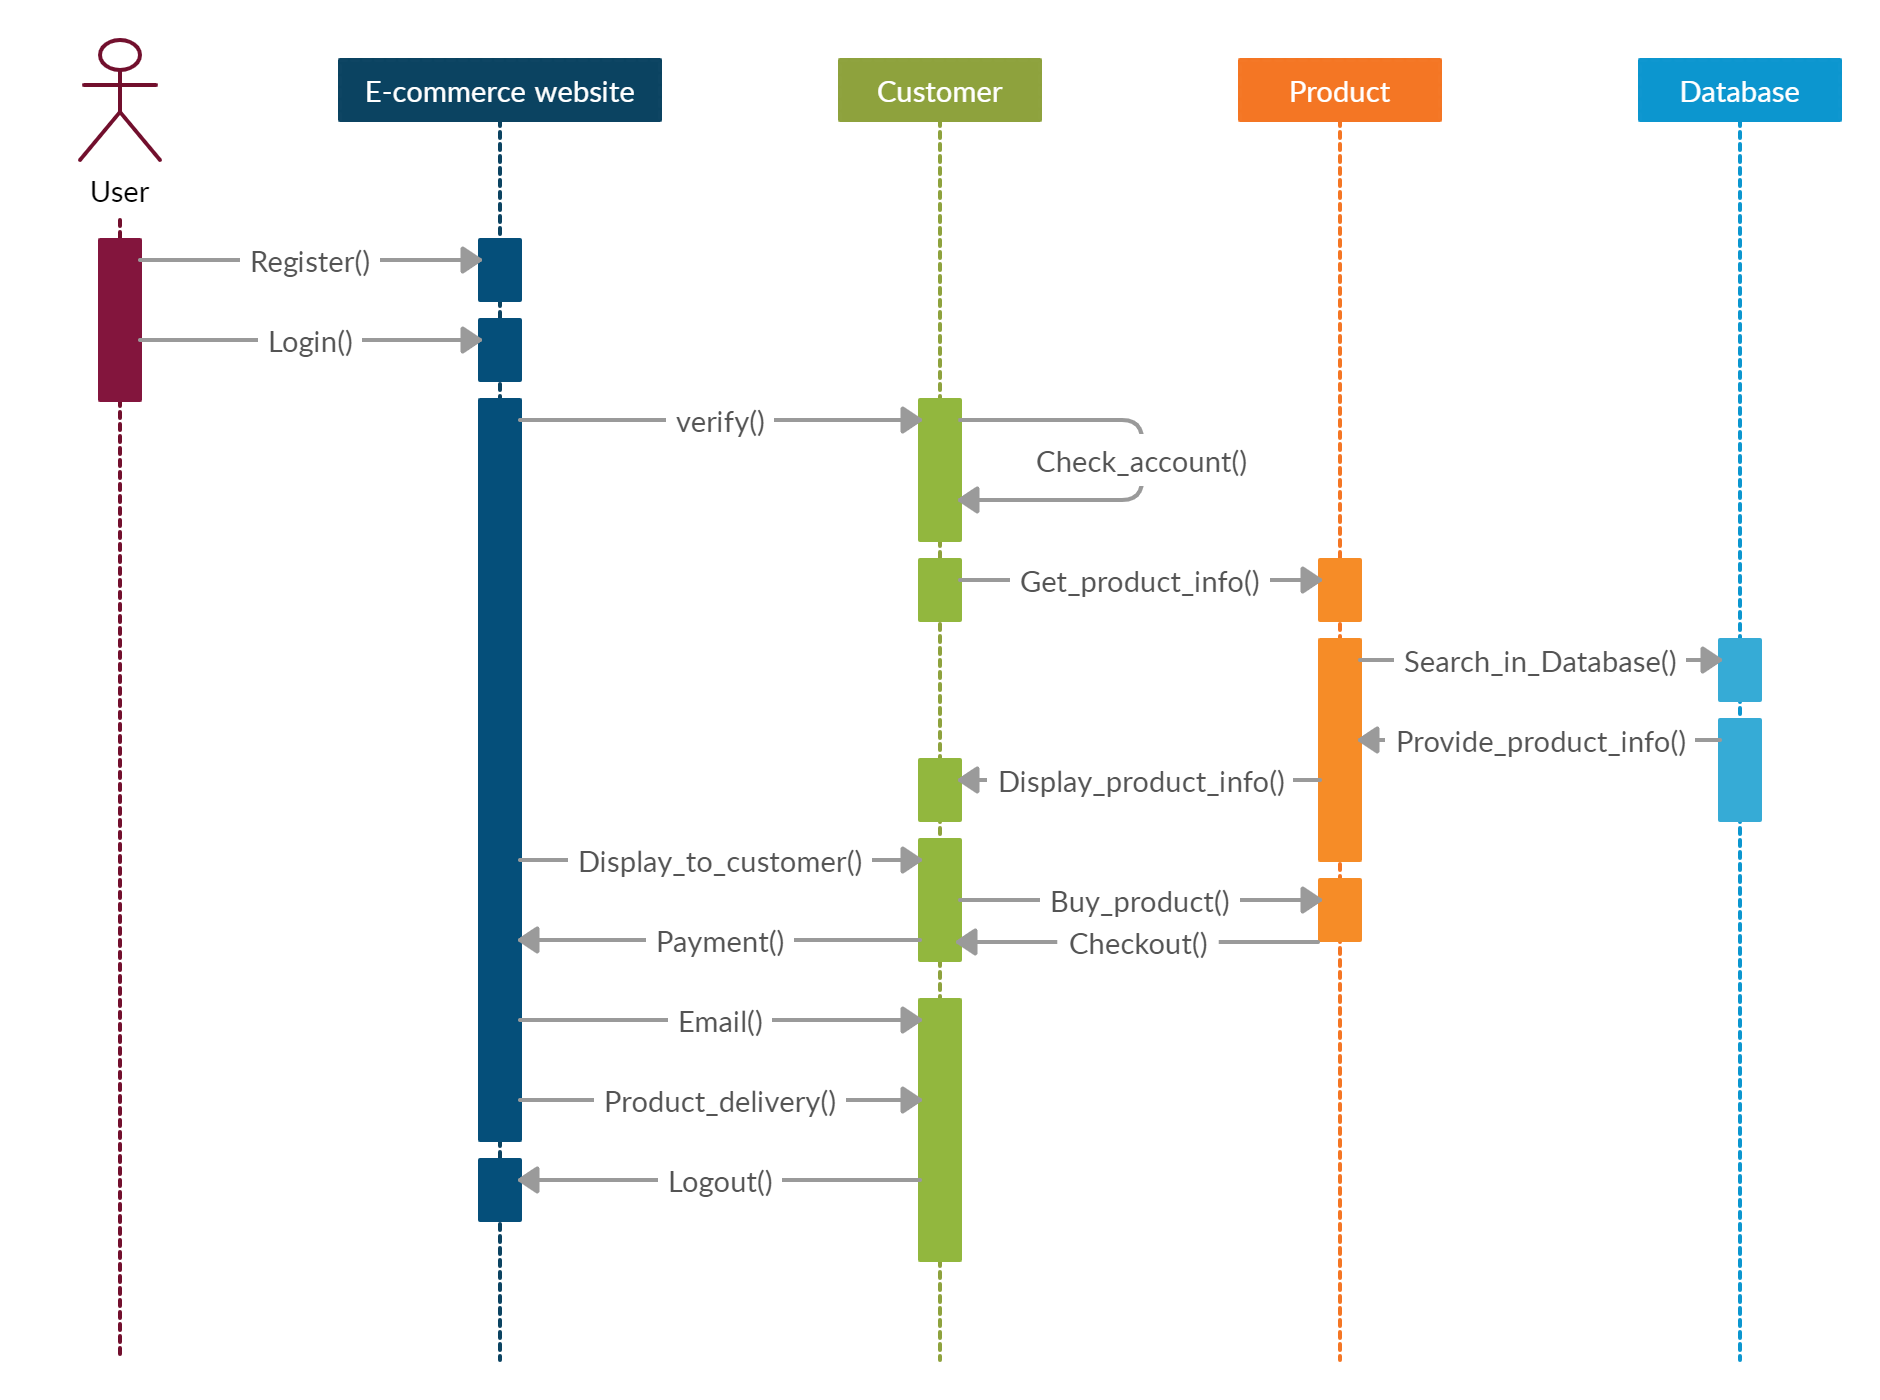 E-commerce website
Customer
Product
Database
User
Register()
Login()
verify()
Check_account()
Get_product_info()
Search_in_Database()
Provide_product_info()
Display_product_info()
Display_to_customer()
Buy_product()
Payment()
Checkout()
Email()
Product_delivery()
Logout()